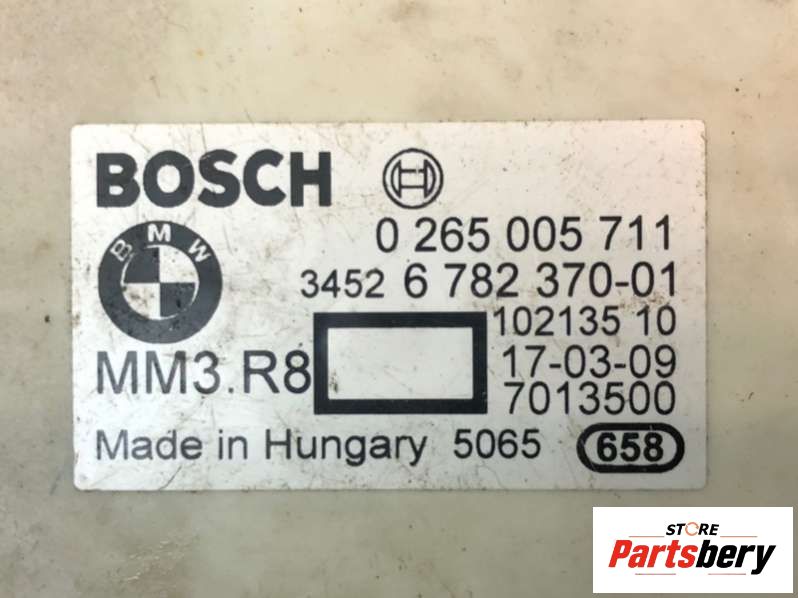 BOSCH
BMW
0 265 005 711
3452 6 782 370-01
102135 10
MM3.R8
17-03-09
7013500
Made in Hungary 5065 658
STORE
Partsbery